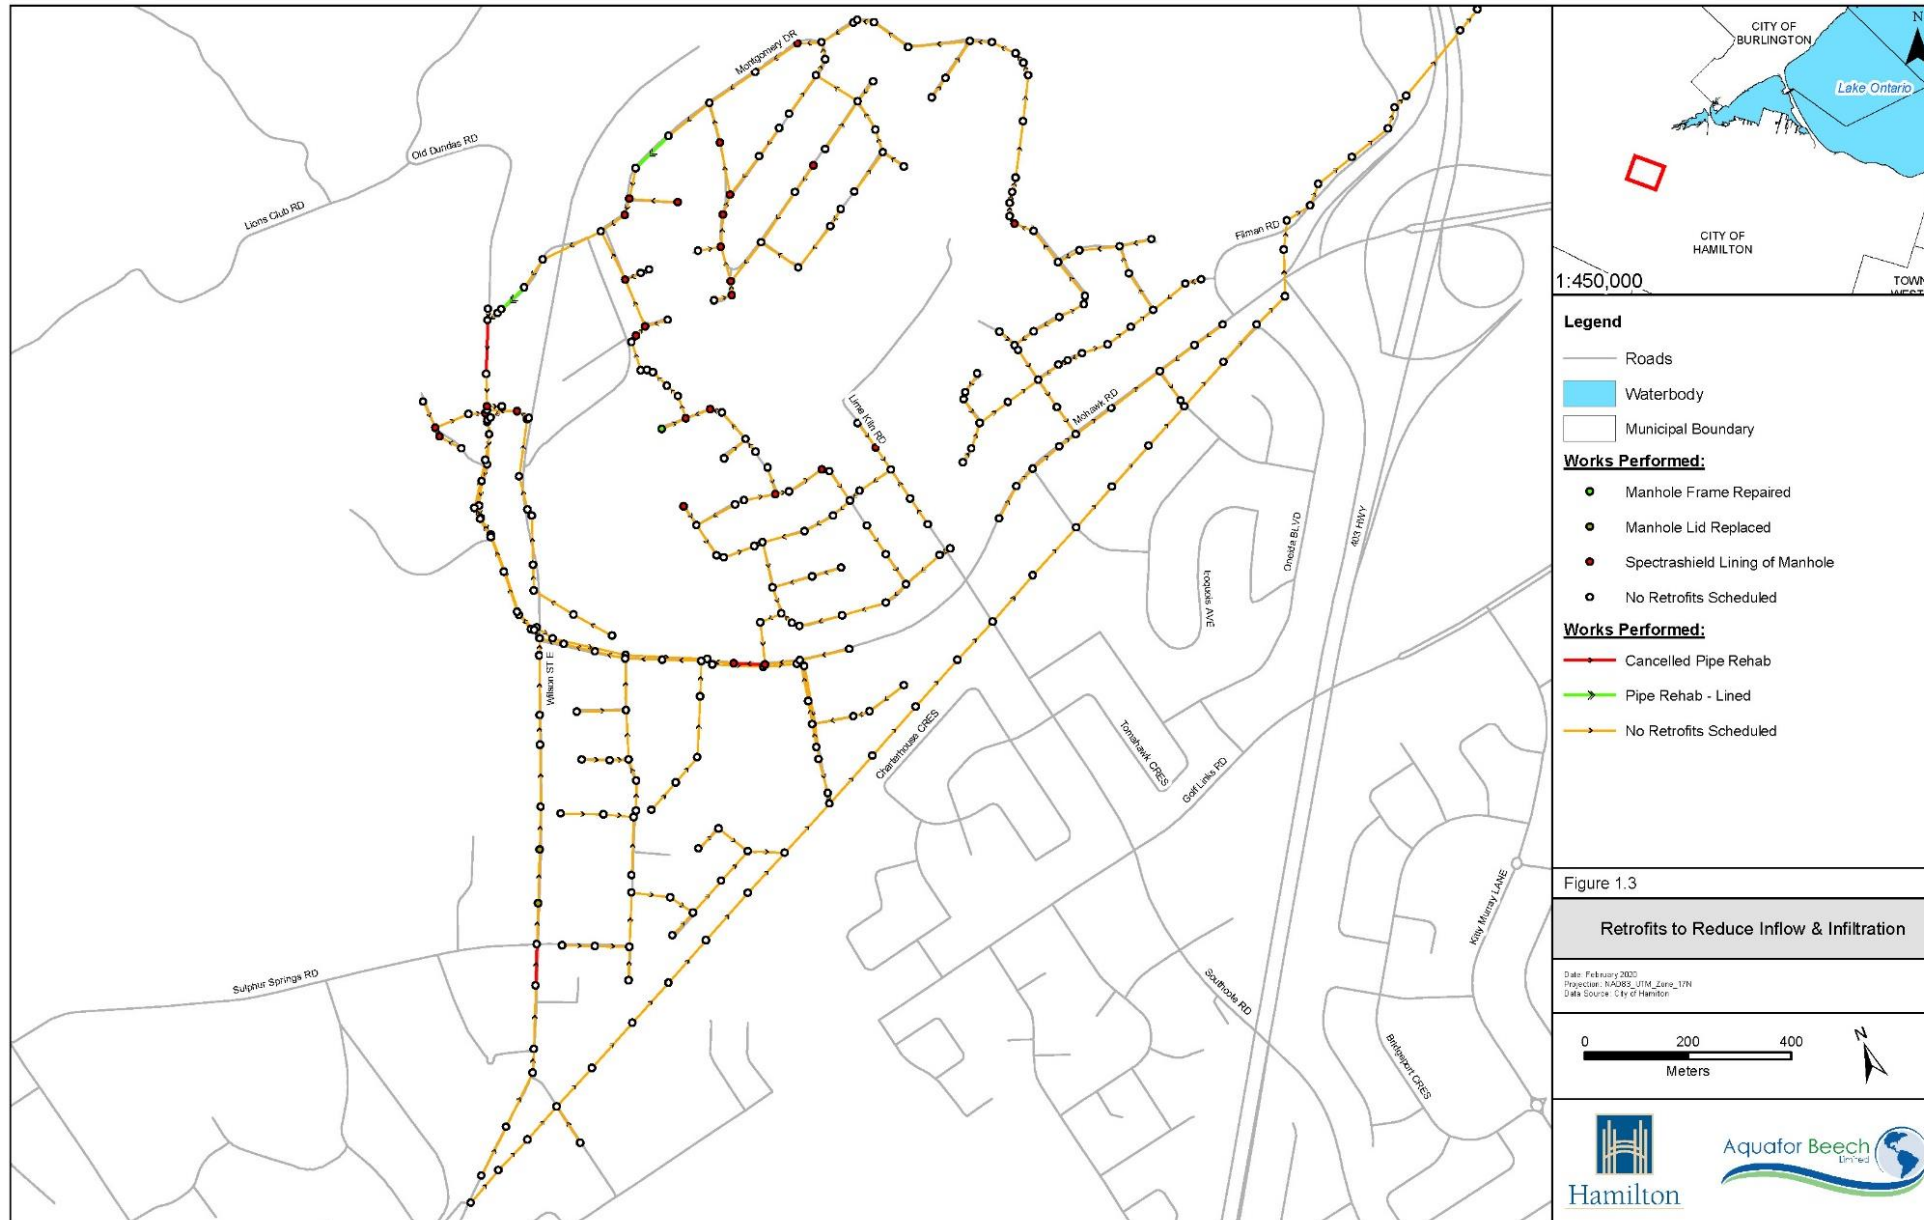 Montgomery DR
Old Dundas RD
Lions Club RD
Filman RD
Mohawk RD
Lime Kiln RD
Oneida BLVD
403 HWY
Iroquois AVE
Wilson ST E
Charterhouse CRES
Tomahawk CRES
Golf Links RD
Kitty Murray LANE
Sulphur Springs RD
Southcote RD
Bridgeport CRES
N
CITY OF
BURLINGTON
Lake Ontario
CITY OF
HAMILTON
TOWN
1:450,000
Legend
Roads
Waterbody
Municipal Boundary
Works Performed:
Manhole Frame Repaired
Manhole Lid Replaced
Spectrashield Lining of Manhole
No Retrofits Scheduled
Works Performed:
Cancelled Pipe Rehab
Pipe Rehab - Lined
No Retrofits Scheduled
Figure 1.3
Retrofits to Reduce Inflow & Infiltration
Date: February 2020
Projection: NAD83_UTM_Zone_17N
Data Source: City of Hamilton
0 200 400
Meters
N
Hamilton
Aquafor Beech
Limited